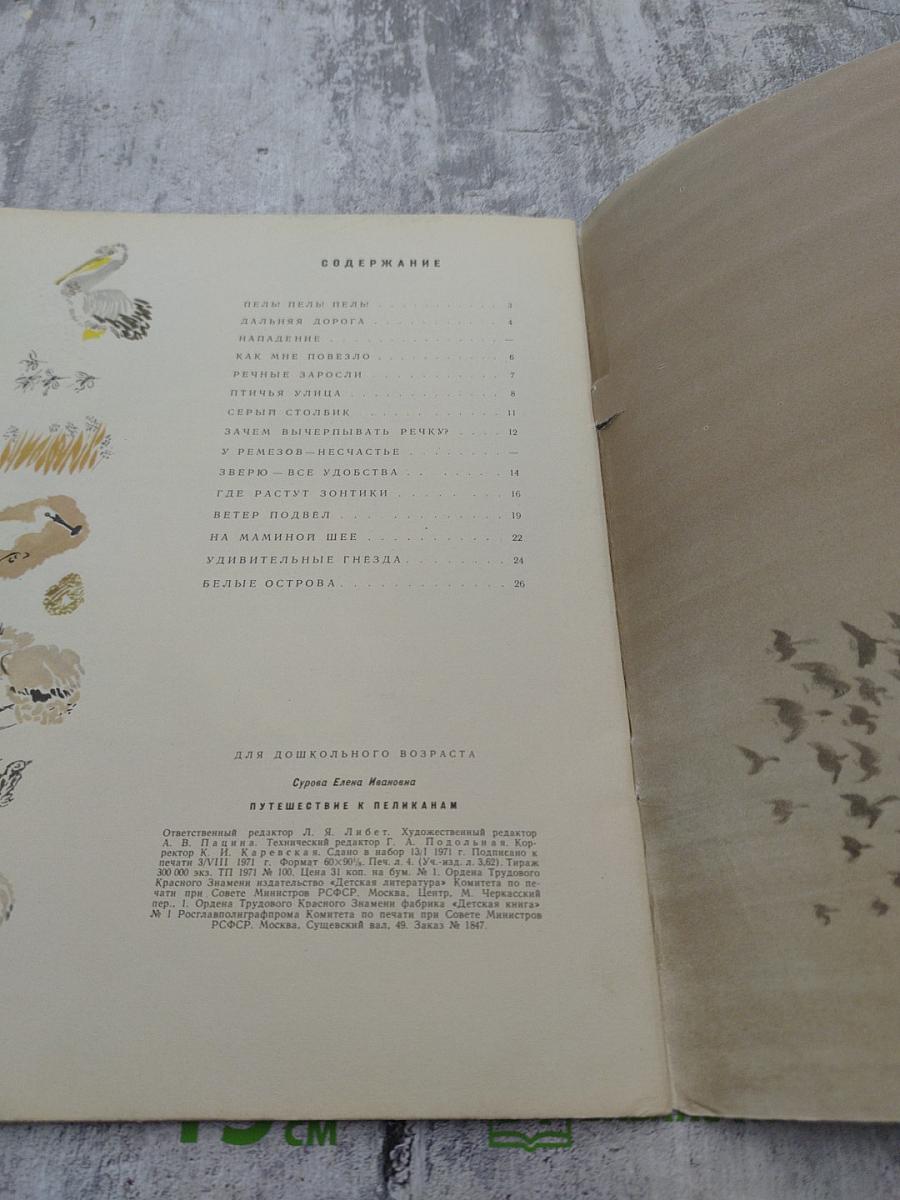 СОДЕРЖАНИЕ
ПЕЛЬ! ПЕЛЬ! ПЕЛЬ! . . . . . . . . . . 3
ДАЛЬНЯЯ ДОРОГА . . . . . . . . . . 4
НАПАДЕНИЕ . . . . . . . . . . . . —
КАК МНЕ ПОВЕЗЛО . . . . . . . . . . 6
РЕЧНЫЕ ЗАРОСЛИ . . . . . . . . . . 7
ПТИЧЬЯ УЛИЦА . . . . . . . . . . . 8
СЕРЫЙ СТОЛБИК . . . . . . . . . . 11
ЗАЧЕМ ВЫЧЕРПЫВАТЬ РЕЧКУ? . . . . 12
У РЕМЕЗОВ—НЕСЧАСТЬЕ . . . . . . . —
ЗВЕРЮ — ВСЕ УДОБСТВА . . . . . . . 14
ГДЕ РАСТУТ ЗОНТИКИ . . . . . . . . 16
ВЕТЕР ПОДВЁЛ . . . . . . . . . . . 19
НА МАМИНОЙ ШЕЕ . . . . . . . . . . 22
УДИВИТЕЛЬНЫЕ ГНЁЗДА . . . . . . . . 24
БЕЛЫЕ ОСТРОВА . . . . . . . . . . . 26
ДЛЯ ДОШКОЛЬНОГО ВОЗРАСТА
Сурова Елена Ивановна
ПУТЕШЕСТВИЕ К ПЕЛИКАНАМ
Ответственный редактор Л. Я. Либет. Художественный редактор
А. В. Пацина. Технический редактор Г. А. Подольная. Кор-
ректор К. И. Каревская. Сдано в набор 13/I 1971 г. Подписано к
печати 3/VIII 1971 г. Формат 60×90⅛. Печ. л. 4. (Уч.-изд. л. 3,62). Тираж
300 000 экз. ТП 1971 № 100. Цена 31 коп. на бум. № 1. Ордена Трудового
Красного Знамени издательство «Детская литература» Комитета по пе-
чати при Совете Министров РСФСР. Москва, Центр, М. Черкасский
пер., 1. Ордена Трудового Красного Знамени фабрика «Детская книга»
№ 1 Росглавполиграфпрома Комитета по печати при Совете Министров
РСФСР. Москва, Сущевский вал, 49. Заказ № 1847.
см